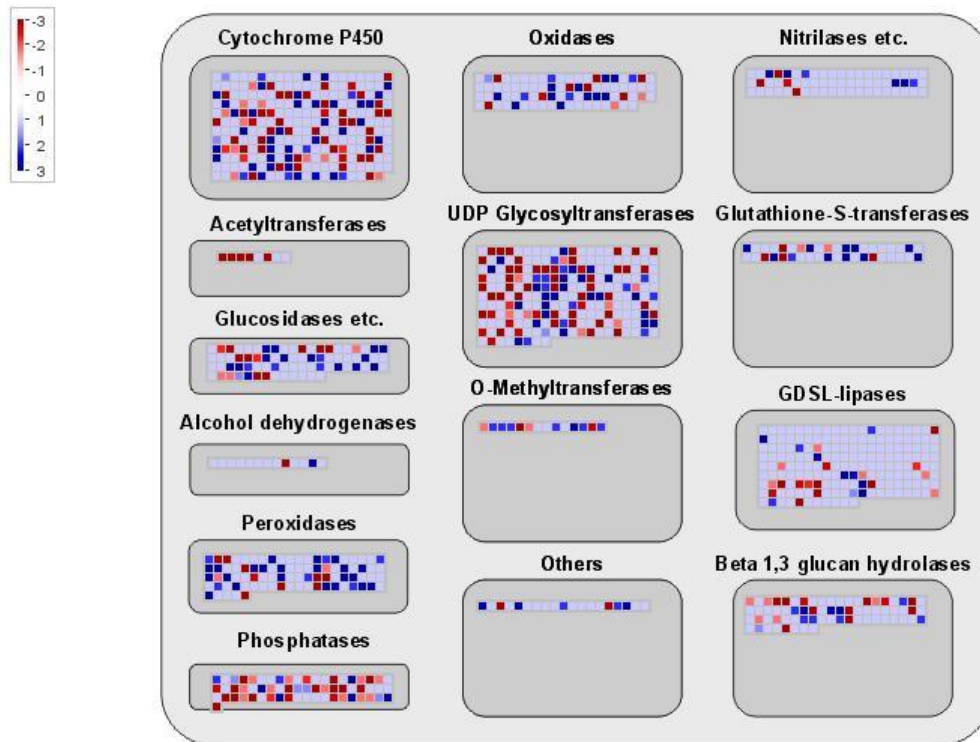 -3
-2
-1
0
1
2
3
Cytochrome P450
Oxidases
Nitrilases etc.
Acetyltransferases
UDP Glycosyltransferases
Glutathione-S-transferases
Glucosidases etc.
O-Methyltransferases
GDSL-lipases
Alcohol dehydrogenases
Peroxidases
Others
Beta 1,3 glucan hydrolases
Phosphatases